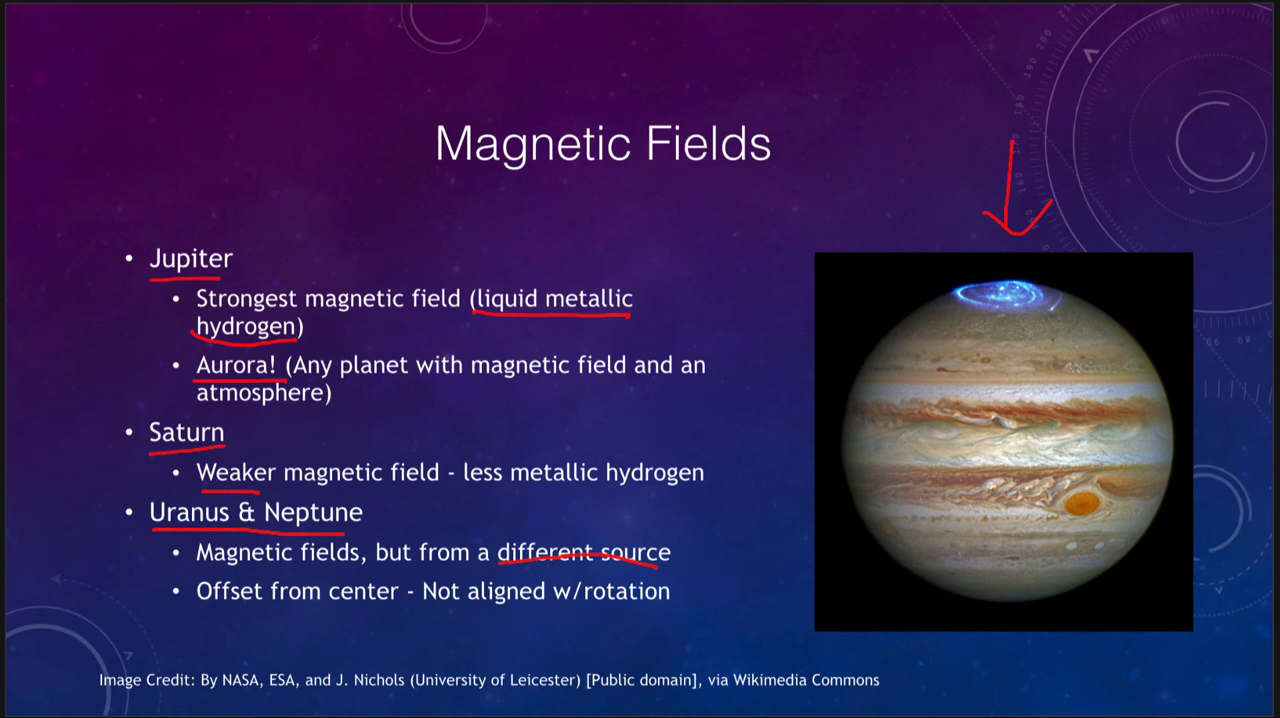 Magnetic Fields
• Jupiter
• Strongest magnetic field (liquid metallic
hydrogen)
• Aurora! (Any planet with magnetic field and an
atmosphere)
• Saturn
• Weaker magnetic field - less metallic hydrogen
• Uranus & Neptune
• Magnetic fields, but from a different source
• Offset from center - Not aligned w/rotation
Image Credit: By NASA, ESA, and J. Nichols (University of Leicester) [Public domain], via Wikimedia Commons